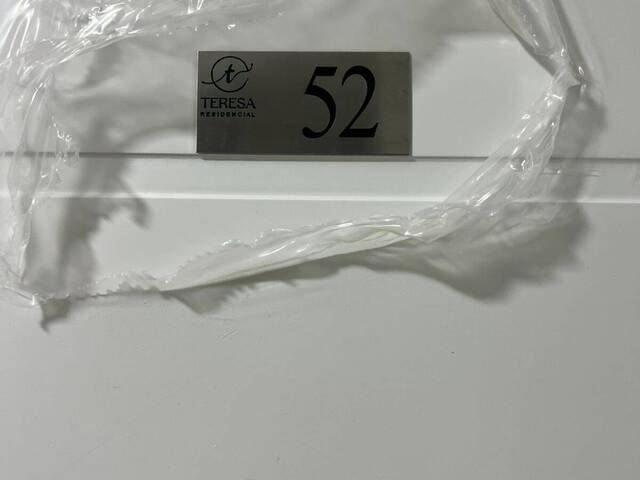 t
TERESA
RESIDENCIAL
52